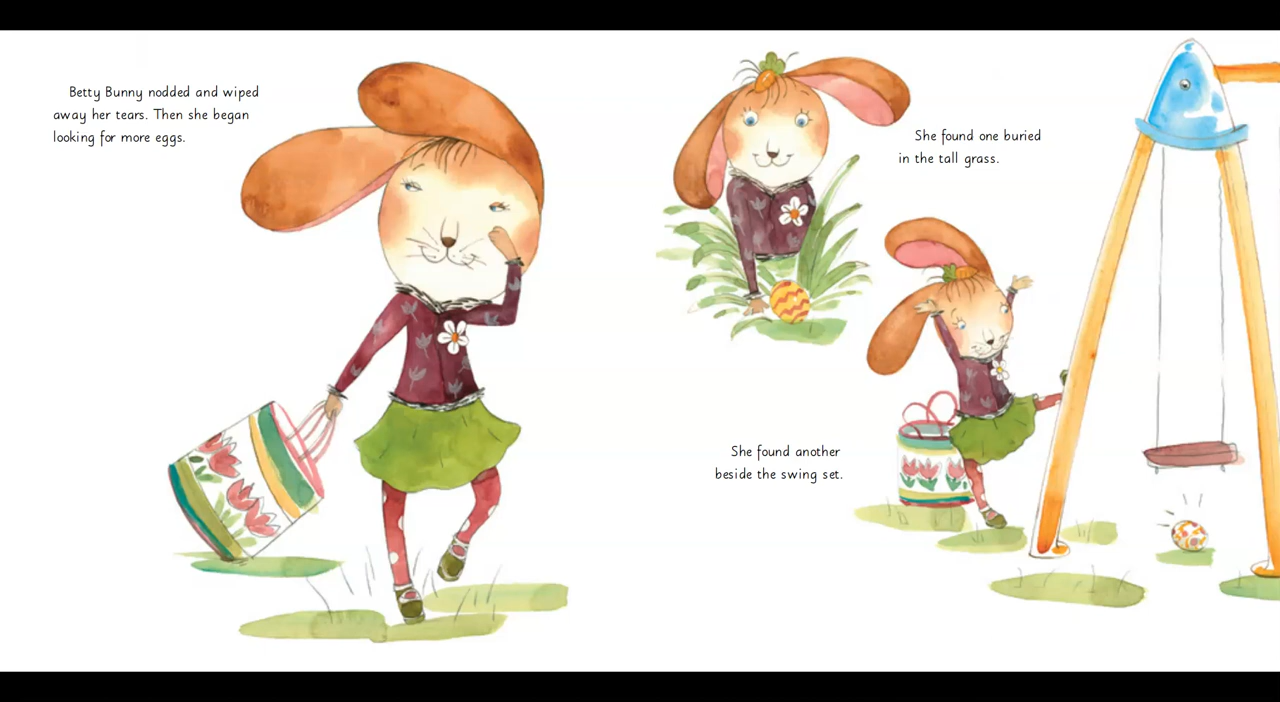 Betty Bunny nodded and wiped
away her tears. Then she began
looking for more eggs.
She found one buried
in the tall grass.
She found another
beside the swing set.